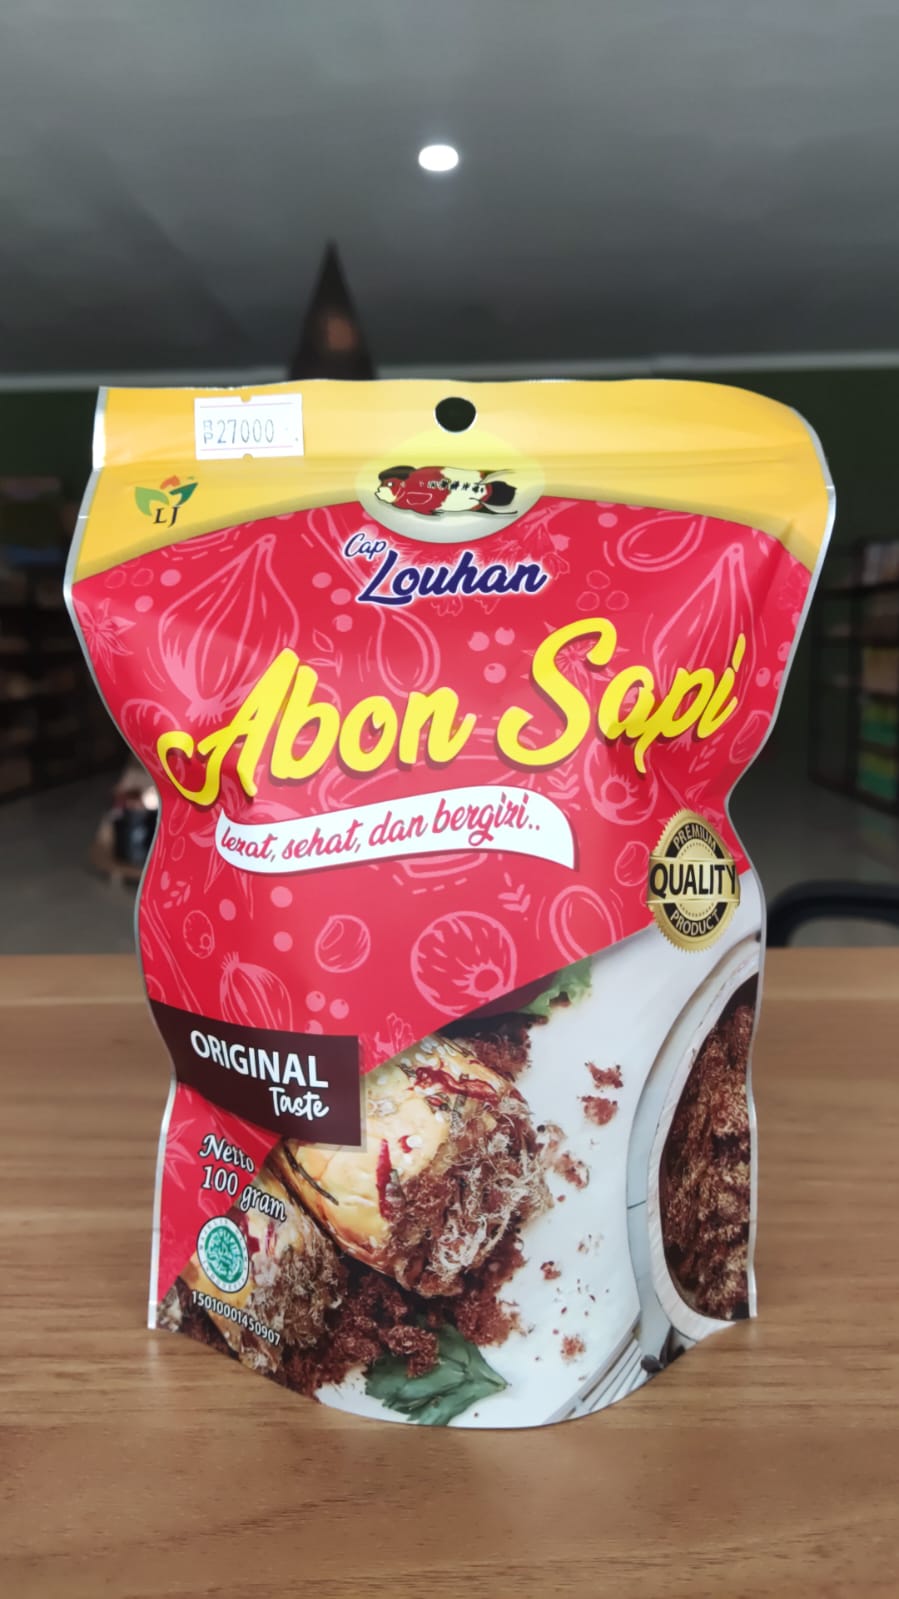 RP 27000
LJ
Cap
Louhan
Abon Sapi
lezat, sehat, dan bergizi..
PREMIUM
QUALITY
PRODUCT
ORIGINAL
Taste
Netto
100 gram
15010001450907